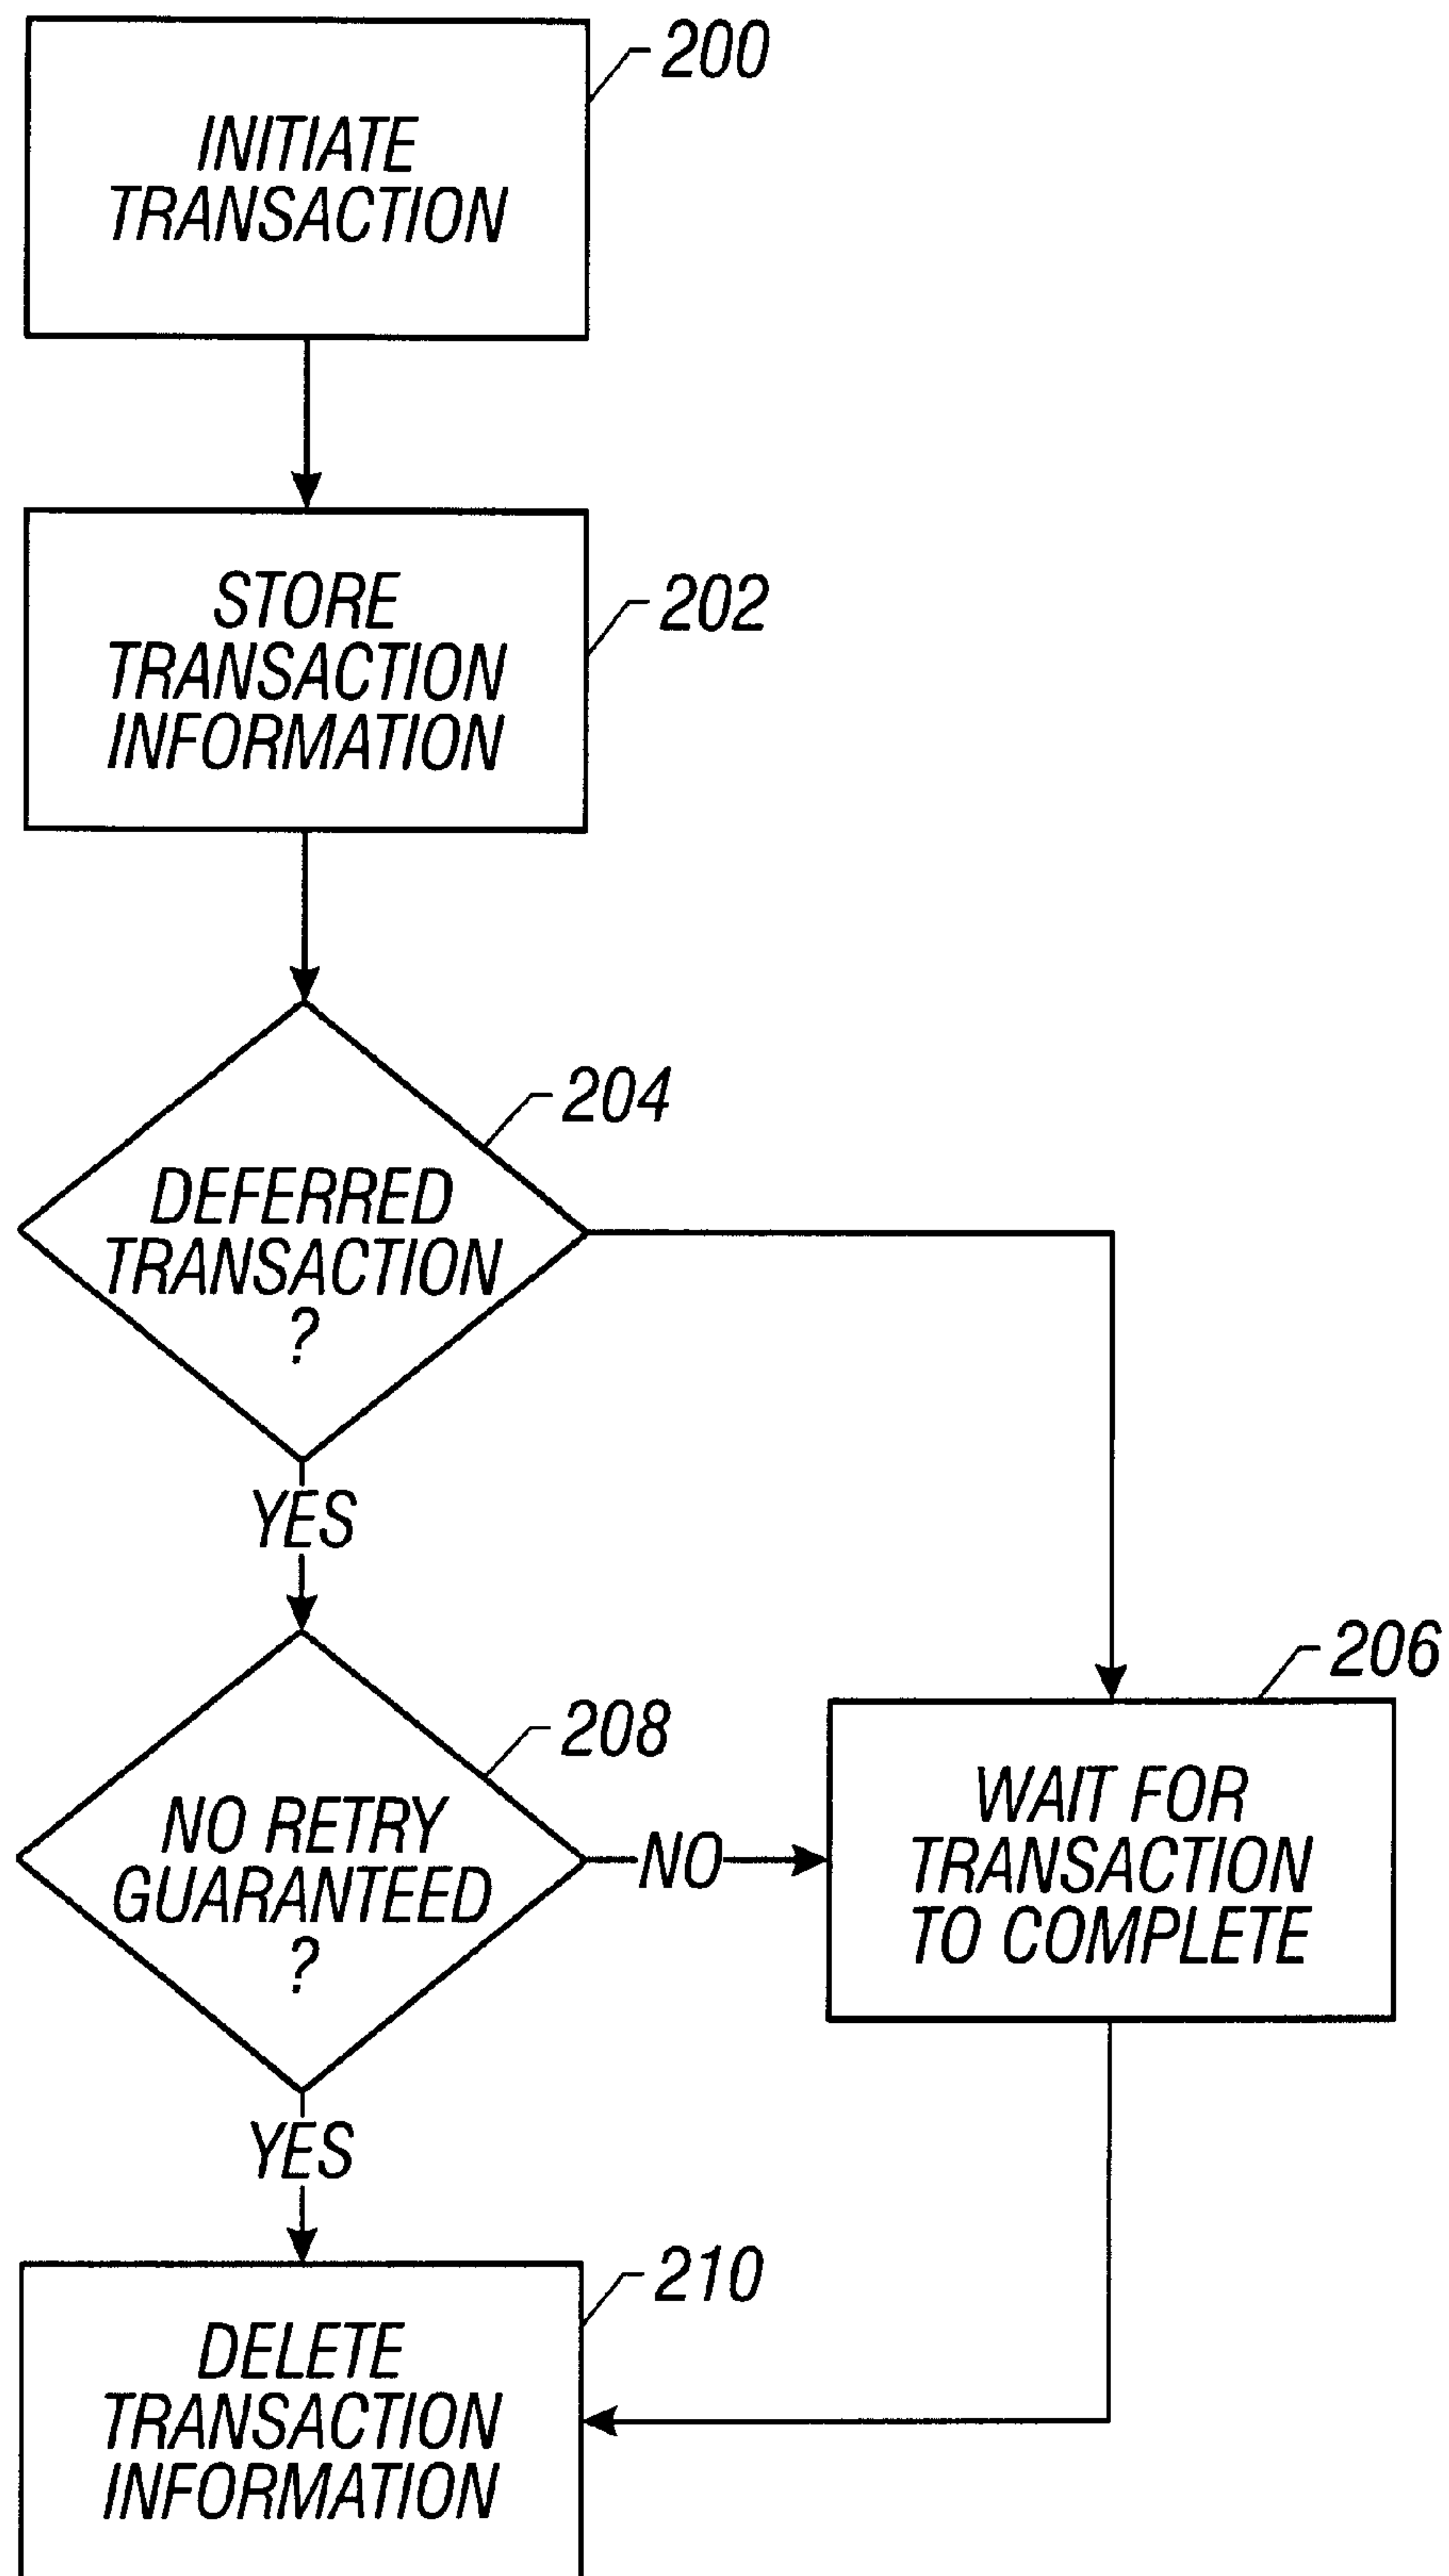 200
INITIATE
TRANSACTION
202
STORE
TRANSACTION
INFORMATION
204
DEFERRED
TRANSACTION
?
YES
206
208
NO RETRY
GUARANTEED
?
NO
WAIT FOR
TRANSACTION
TO COMPLETE
YES
210
DELETE
TRANSACTION
INFORMATION